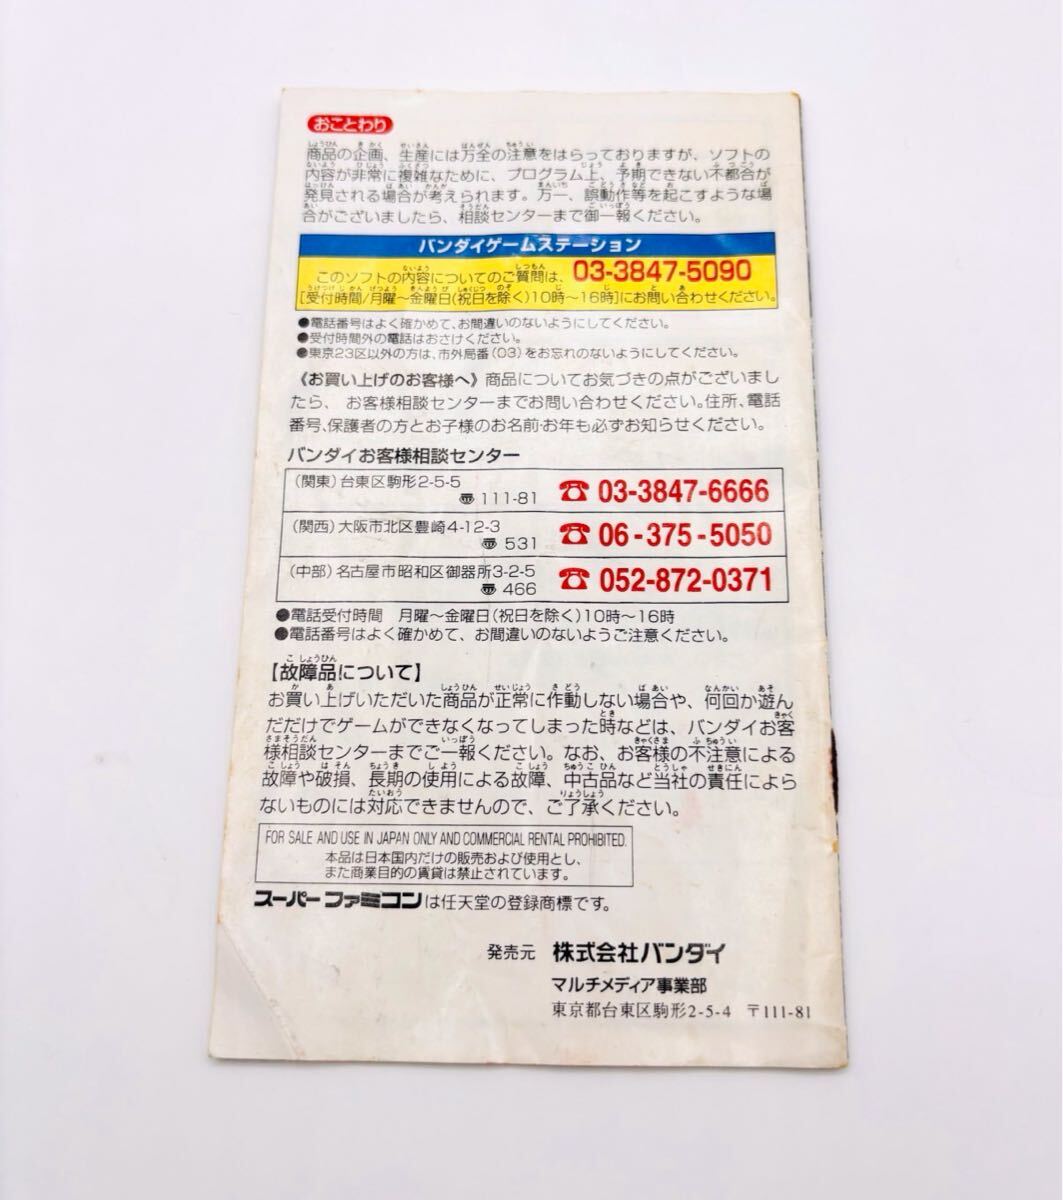 おことわり
商品の企画、生産には万全の注意をはらっておりますが、ソフトの
内容が非常に複雑なために、プログラム上、予期できない不都合が
発見される場合が考えられます。万一、誤動作等を起こすような場
合がございましたら、相談センターまで御一報ください。
バンダイゲームステーション
このソフトの内容についてのご質問は、03-3847-5090
[受付時間/月曜〜金曜日(祝日を除く)10時〜16時]にお問い合わせください。
●電話番号はよく確かめて、お間違いのないようにしてください。
●受付時間外の電話はおさけください。
●東京23区以外の方は、市外局番(03)をお忘れのないようにしてください。
《お買い上げのお客様へ》商品についてお気づきの点がございまし
たら、お客様相談センターまでお問い合わせください。住所、電話
番号、保護者の方とお子様のお名前・お年も必ずお知らせください。
バンダイお客様相談センター
(関東)台東区駒形2-5-5
〠111-81 ☎ 03-3847-6666
(関西)大阪市北区豊崎4-12-3
〠531 ☎ 06-375-5050
(中部)名古屋市昭和区御器所3-2-5
〠466 ☎ 052-872-0371
●電話受付時間 月曜〜金曜日(祝日を除く)10時〜16時
●電話番号はよく確かめて、お間違いのないようご注意ください。
【故障品について】
お買い上げいただいた商品が正常に作動しない場合や、何回か遊ん
だだけでゲームができなくなってしまった時などは、バンダイお客
様相談センターまでご一報ください。なお、お客様の不注意による
故障や破損、長期の使用による故障、中古品など当社の責任によら
ないものには対応できませんので、ご了承ください。
FOR SALE AND USE IN JAPAN ONLY AND COMMERCIAL RENTAL PROHIBITED.
本品は日本国内だけの販売および使用とし、
また商業目的の賃貸は禁止されています。
スーパーファミコンは任天堂の登録商標です。
発売元 株式会社バンダイ
マルチメディア事業部
東京都台東区駒形2-5-4 〒111-81